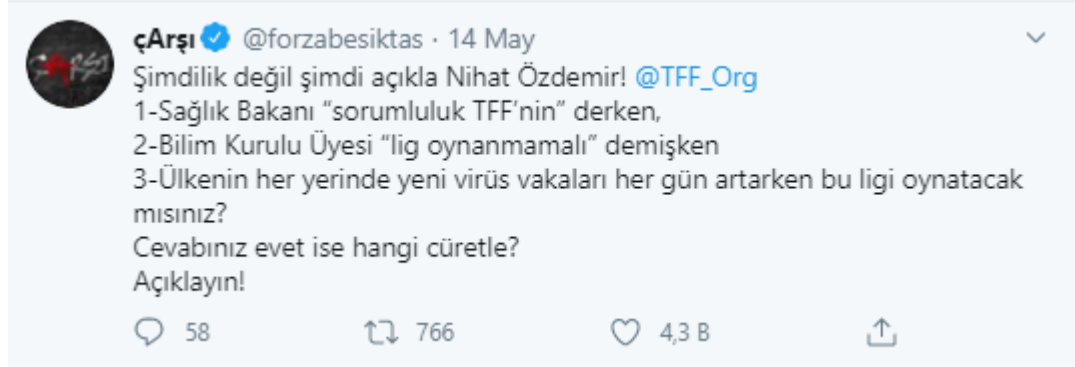 çArşı @forzabesiktas · 14 May
Şimdilik değil şimdi açıkla Nihat Özdemir! @TFF_Org
1-Sağlık Bakanı “sorumluluk TFF’nin” derken,
2-Bilim Kurulu Üyesi “lig oynanmamalı” demişken
3-Ülkenin her yerinde yeni virüs vakaları her gün artarken bu ligi oynatacak
mısınız?
Cevabınız evet ise hangi cüretle?
Açıklayın!
58 766 4,3 B